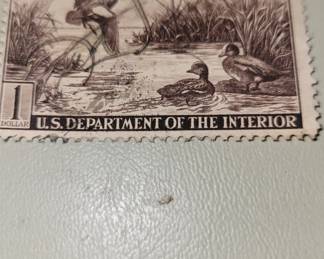 1
DOLLAR
U.S. DEPARTMENT OF THE INTERIOR